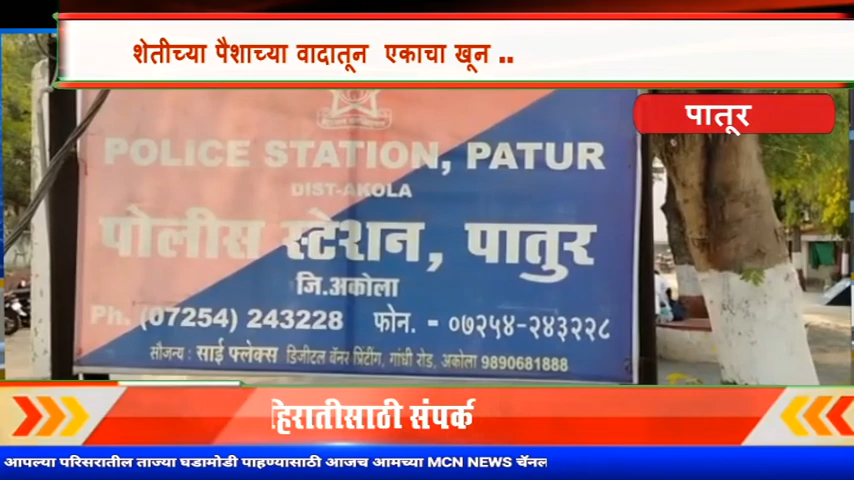 शेतीच्या पैशाच्या वादातून एकाचा खून ..
पातूर
POLICE STATION, PATUR
DIST-AKOLA
पोलीस स्टेशन, पातुर
जि.अकोला
Ph. (07254) 243228 फोन. - ०७२५४-२४३२२८
सौजन्य : साई फ्लेक्स डिजीटल बॅनर प्रिंटींग, गांधी रोड, अकोला 9890681888
हिरातीसाठी संपर्क
आपल्या परिसरातील ताज्या घडामोडी पाहण्यासाठी आजच आमच्या MCN NEWS चॅनल